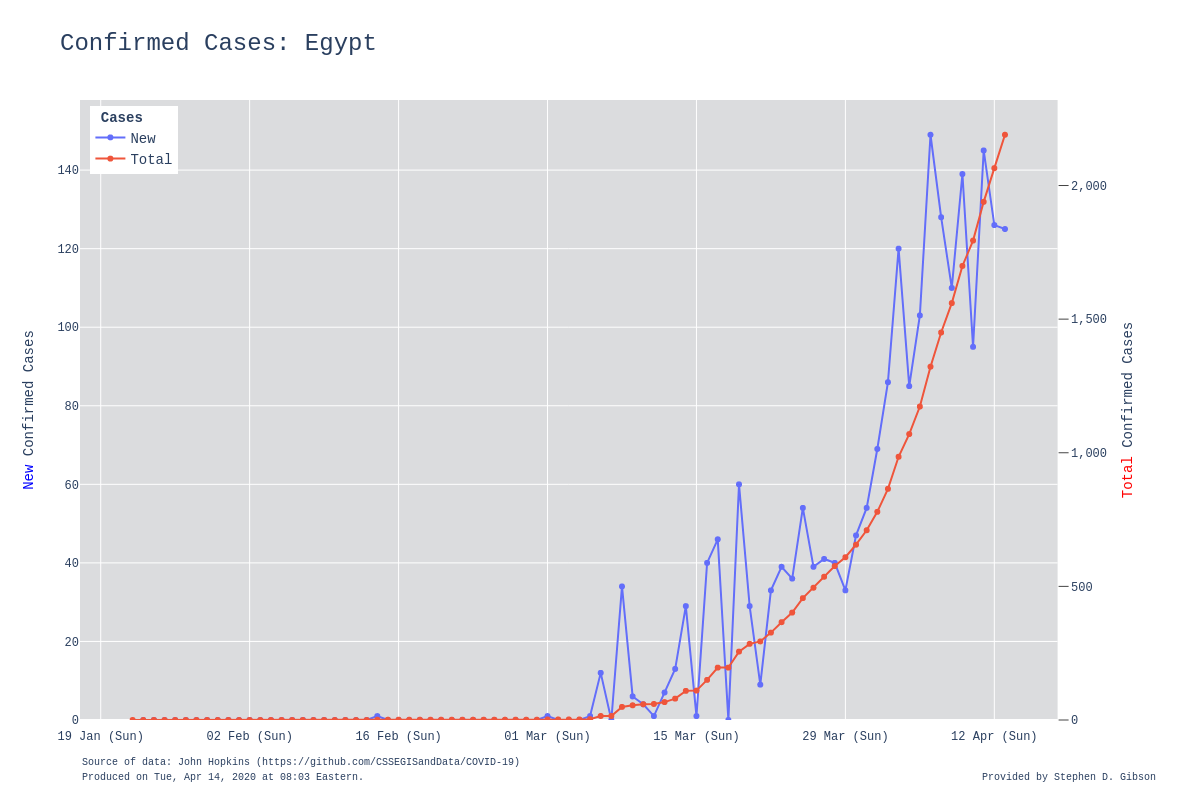 Confirmed Cases: Egypt
Cases
New
Total
140
120
100
80
60
40
20
0
2,000
1,500
1,000
500
0
New Confirmed Cases
Total Confirmed Cases
19 Jan (Sun) 02 Feb (Sun) 16 Feb (Sun) 01 Mar (Sun) 15 Mar (Sun) 29 Mar (Sun) 12 Apr (Sun)
Source of data: John Hopkins (https://github.com/CSSEGISandData/COVID-19)
Produced on Tue, Apr 14, 2020 at 08:03 Eastern.
Provided by Stephen D. Gibson